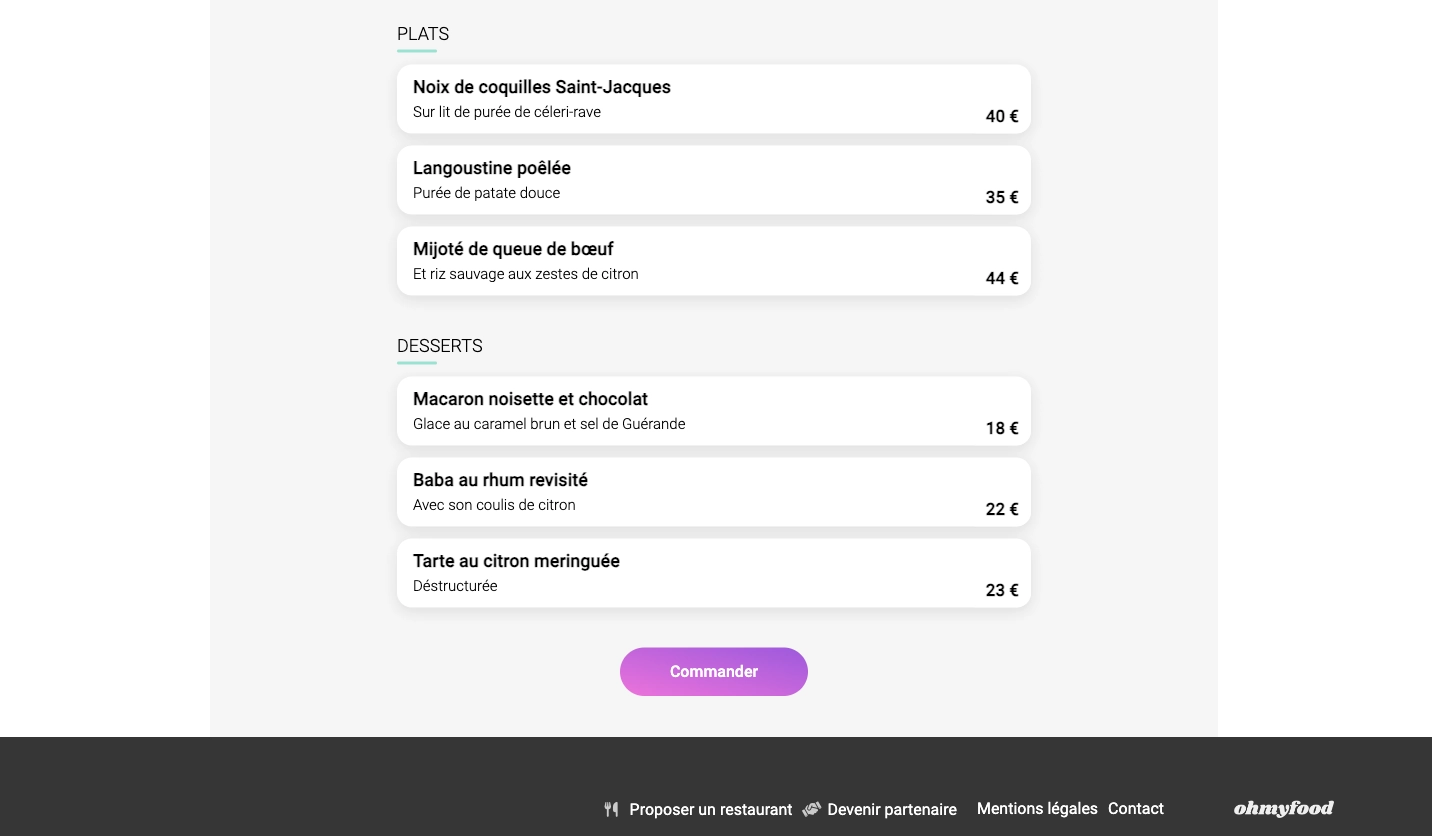 PLATS
Noix de coquilles Saint-Jacques
Sur lit de purée de céleri-rave
40 €
Langoustine poêlée
Purée de patate douce
35 €
Mijoté de queue de bœuf
Et riz sauvage aux zestes de citron
44 €
DESSERTS
Macaron noisette et chocolat
Glace au caramel brun et sel de Guérande
18 €
Baba au rhum revisité
Avec son coulis de citron
22 €
Tarte au citron meringuée
Déstructurée
23 €
Commander
Proposer un restaurant Devenir partenaire Mentions légales Contact ohmyfood